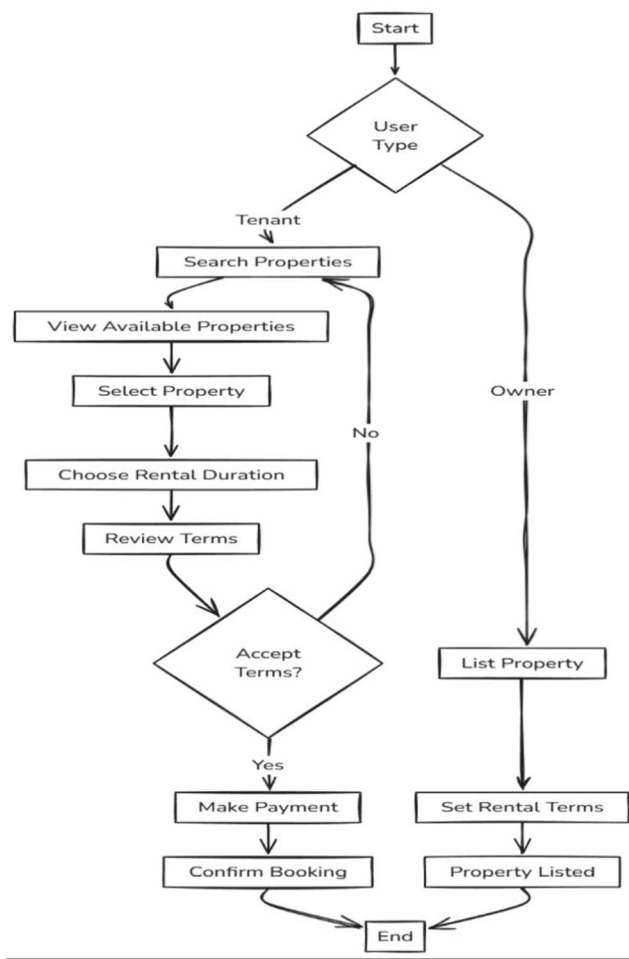 Start
User
Type
Tenant
Search Properties
View Available Properties
Select Property
Owner
No
Choose Rental Duration
Review Terms
Accept
Terms?
List Property
Yes
Make Payment
Set Rental Terms
Confirm Booking
Property Listed
End